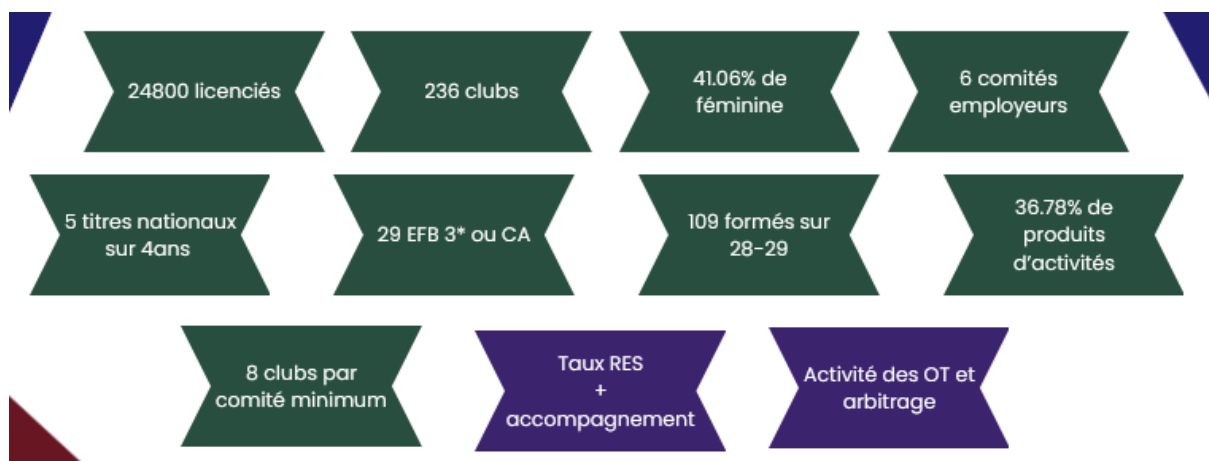 24800 licenciés
236 clubs
41.06% de
féminine
6 comités
employeurs
5 titres nationaux
sur 4ans
29 EFB 3* ou CA
109 formés sur
28-29
36.78% de
produits
d'activités
8 clubs par
comité minimum
Taux RES
+
accompagnement
Activité des OT et
arbitrage